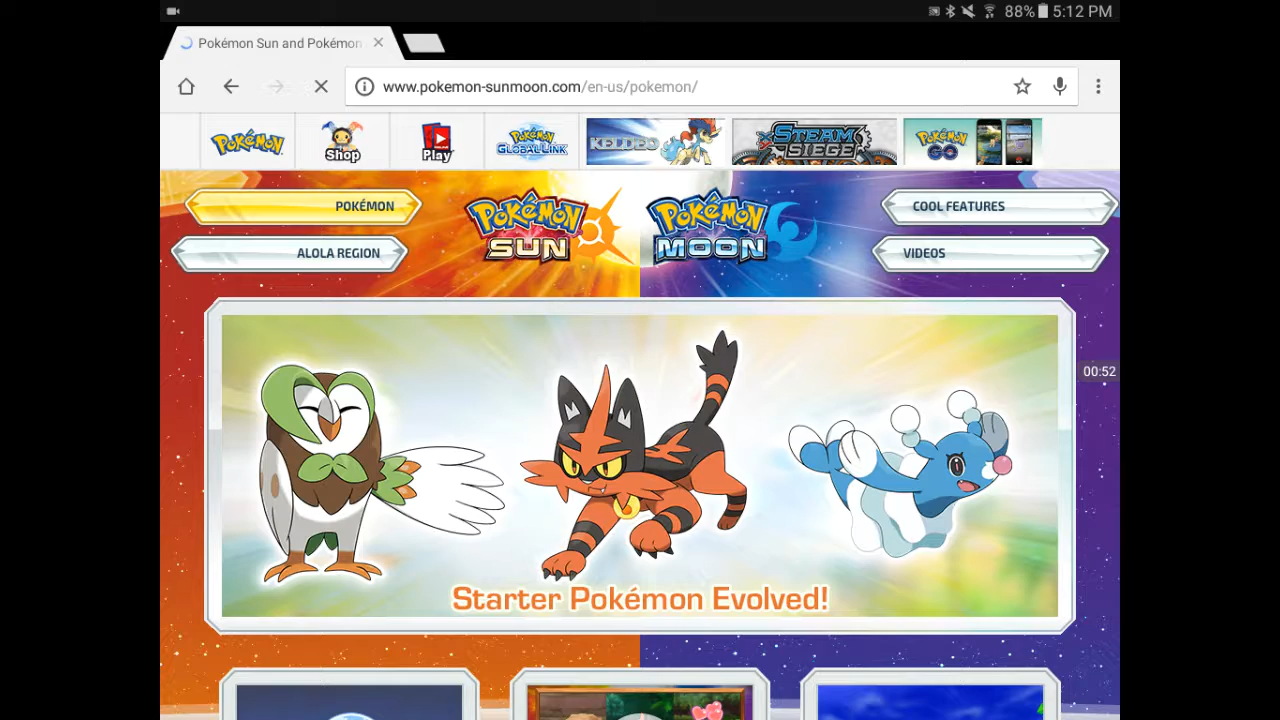 88% 5:12 PM
Pokémon Sun and Pokémon
www.pokemon-sunmoon.com/en-us/pokemon/
POKÉMON Shop Play POKÉMON GLOBAL LINK KELDEO STEAM SIEGE POKÉMON GO
POKÉMON
ALOLA REGION
POKÉMON SUN
POKÉMON MOON
COOL FEATURES
VIDEOS
00:52
Starter Pokémon Evolved!